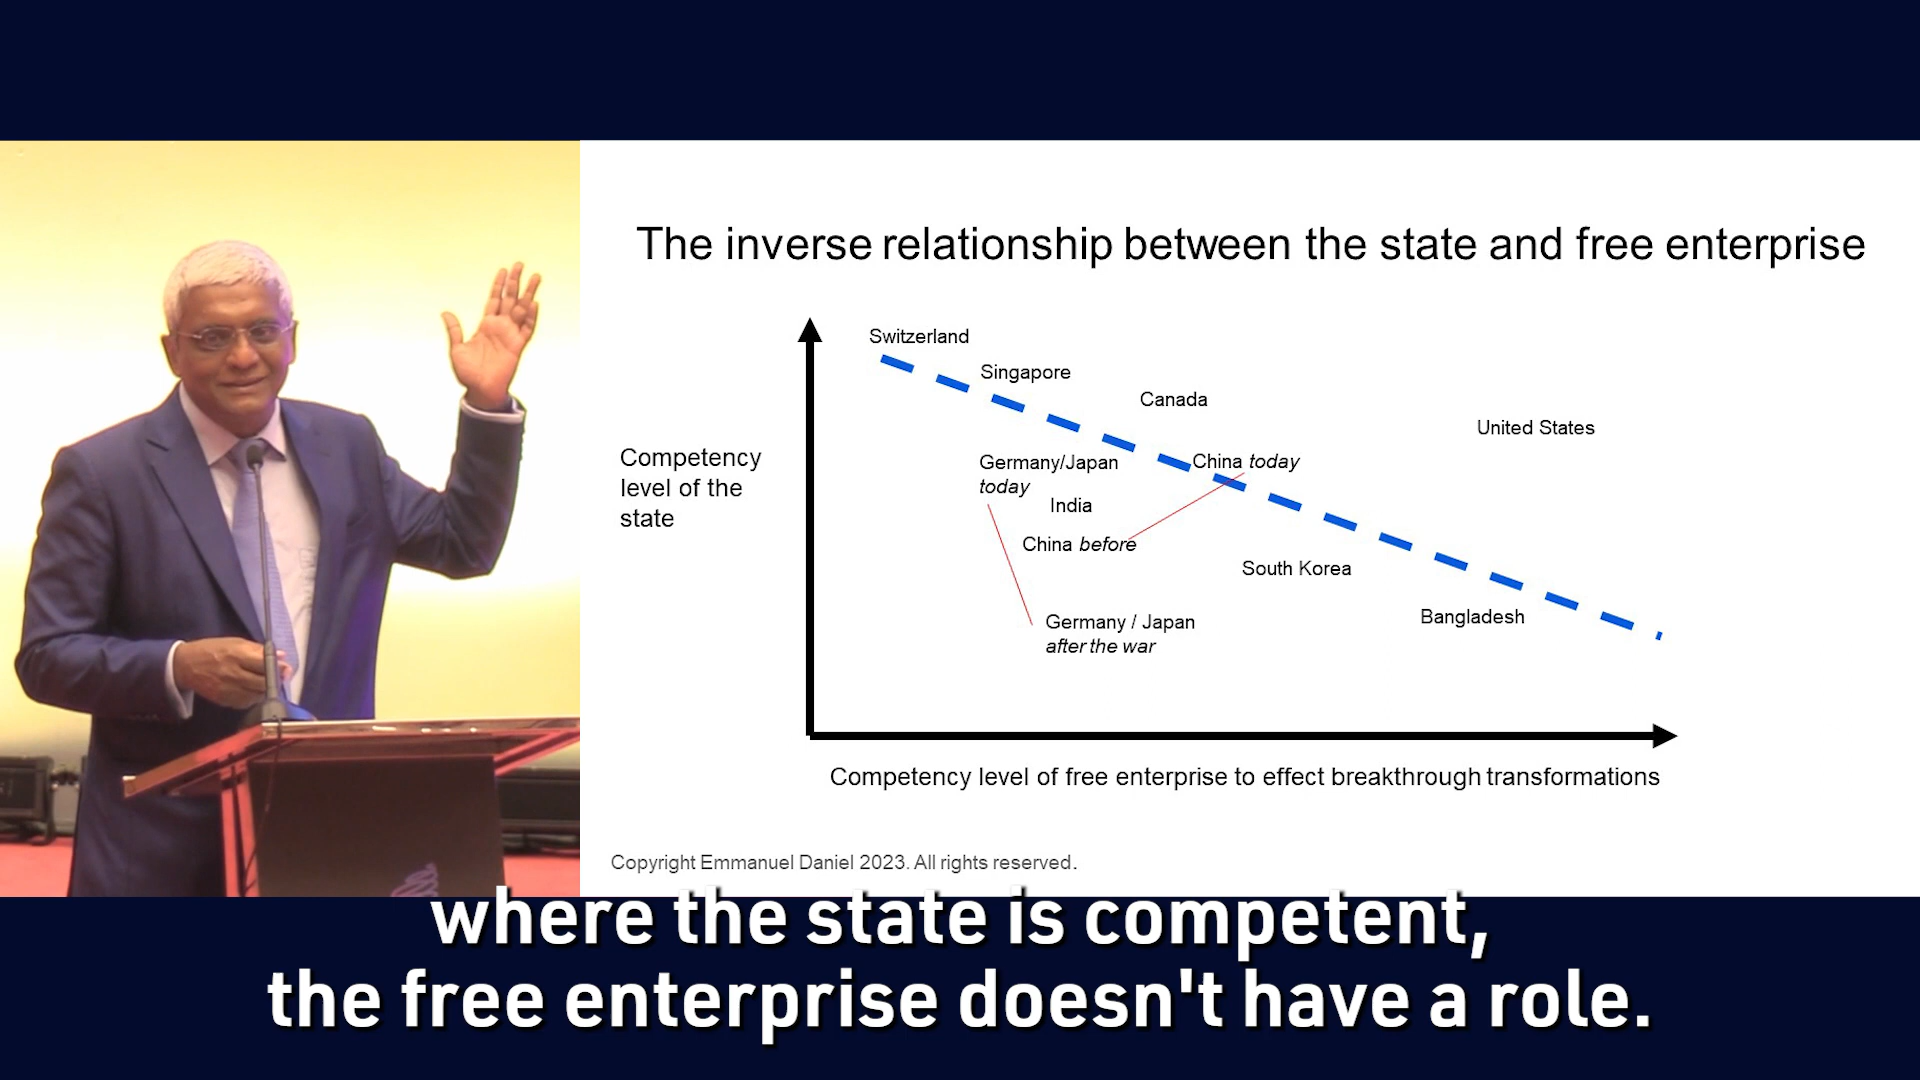 The inverse relationship between the state and free enterprise
Switzerland
Singapore
Canada
United States
Competency
level of the
state
Germany/Japan
today
China today
India
China before
South Korea
Germany / Japan
after the war
Bangladesh
Competency level of free enterprise to effect breakthrough transformations
Copyright Emmanuel Daniel 2023. All rights reserved.
where the state is competent,
the free enterprise doesn't have a role.